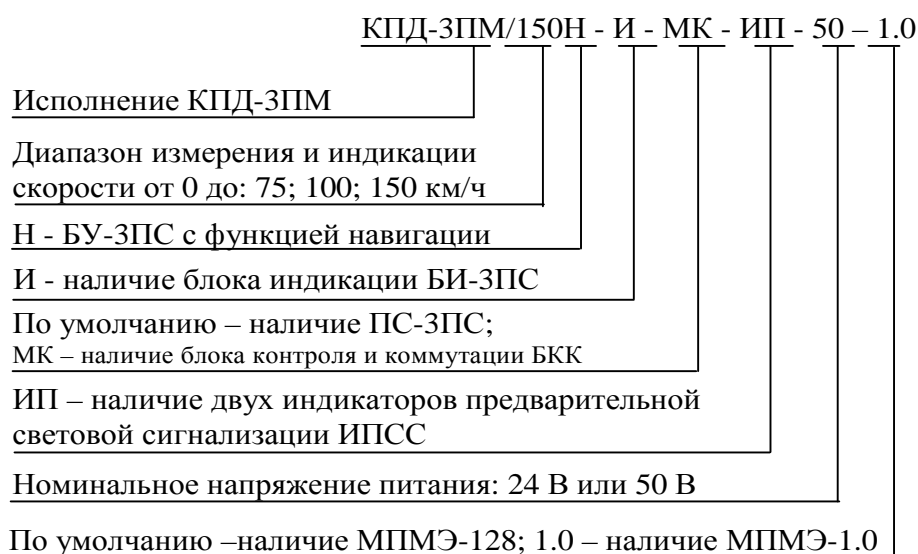 КПД-3ПМ/150Н - И - МК - ИП - 50 – 1.0
Исполнение КПД-3ПМ
Диапазон измерения и индикации
скорости от 0 до: 75; 100; 150 км/ч
Н - БУ-3ПС с функцией навигации
И - наличие блока индикации БИ-3ПС
По умолчанию – наличие ПС-3ПС;
МК – наличие блока контроля и коммутации БКК
ИП – наличие двух индикаторов предварительной
световой сигнализации ИПСС
Номинальное напряжение питания: 24 В или 50 В
По умолчанию –наличие МПМЭ-128; 1.0 – наличие МПМЭ-1.0